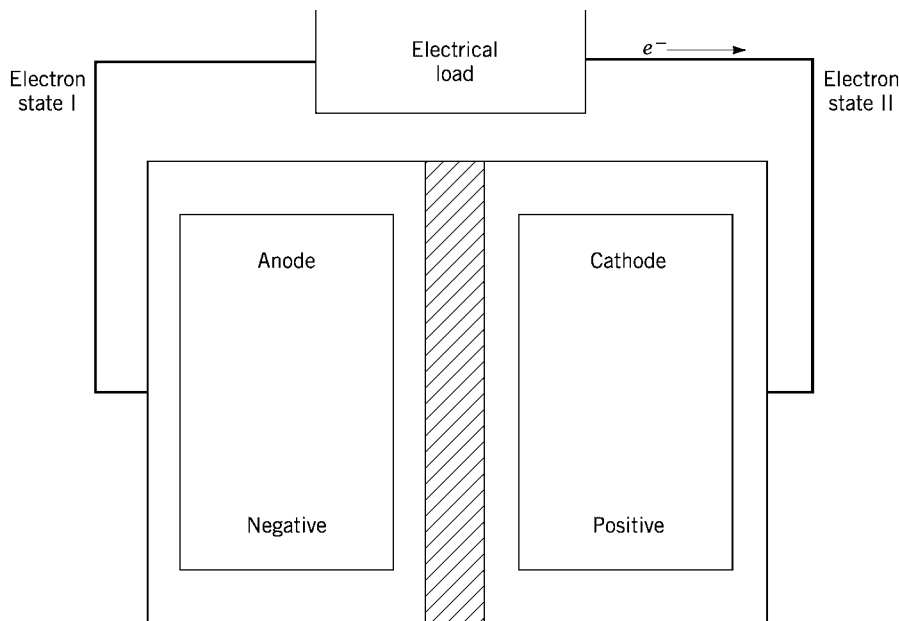 Electrical
load
e⁻
Electron
state I
Electron
state II
Anode
Cathode
Negative
Positive